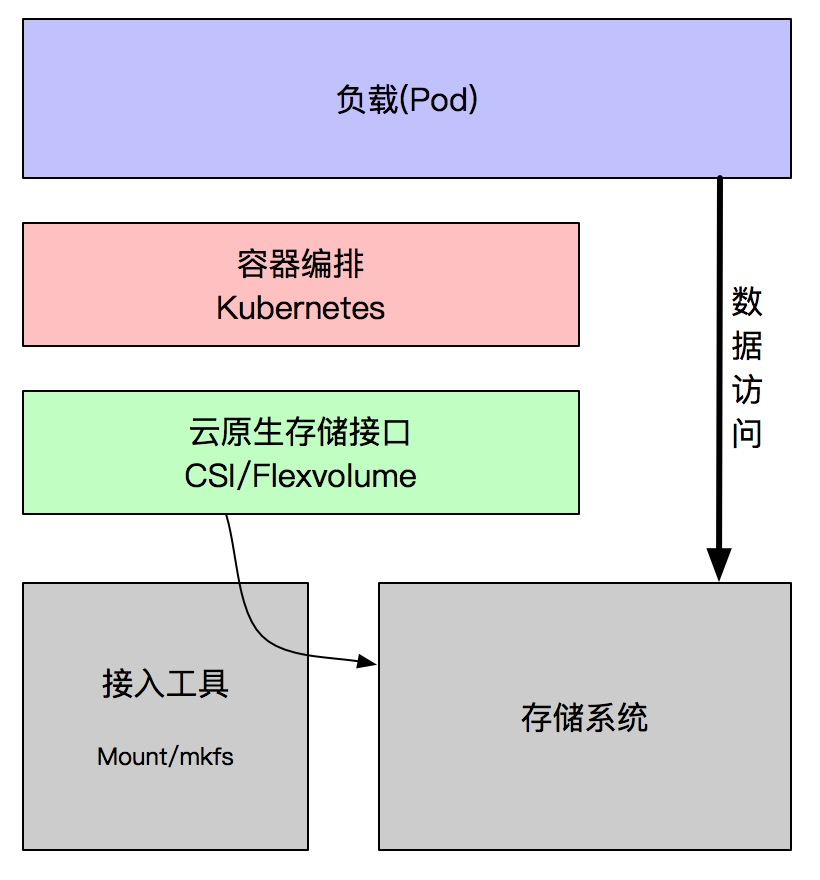 负载(Pod)
容器编排
Kubernetes
数据访问
云原生存储接口
CSI/Flexvolume
接入工具
Mount/mkfs
存储系统